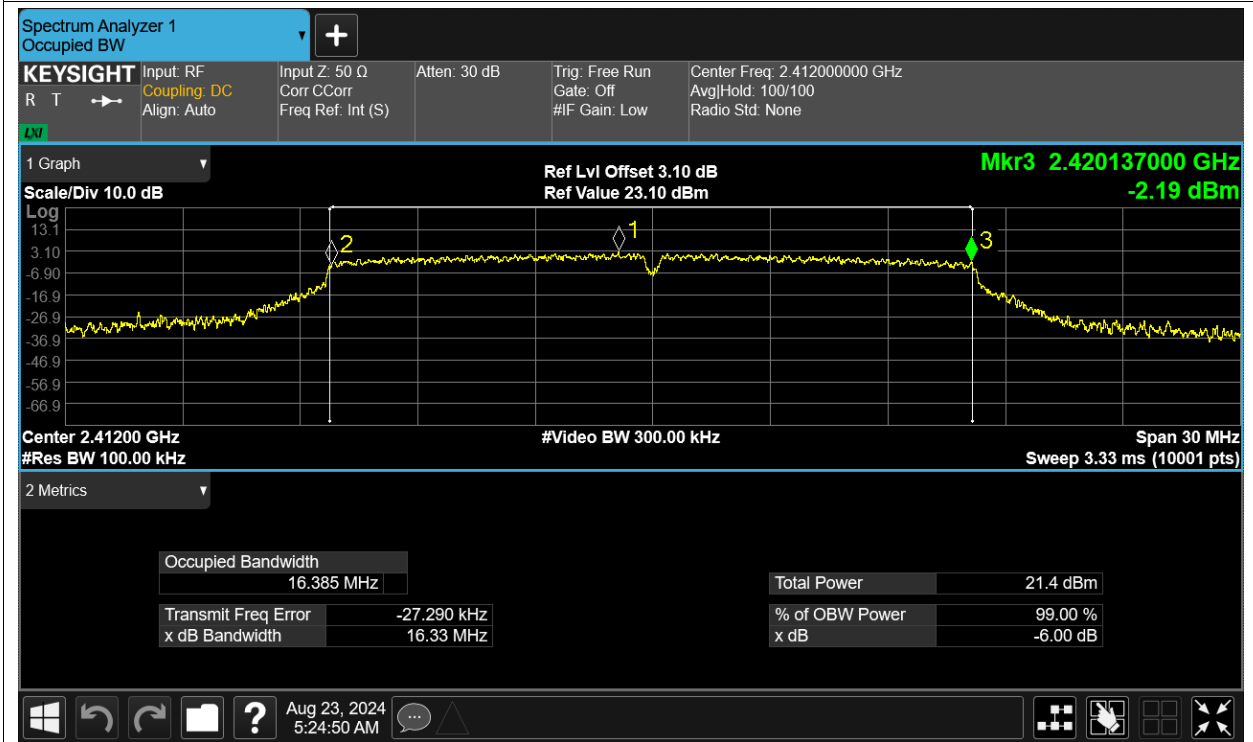 Spectrum Analyzer 1
Occupied BW
KEYSIGHT
R T
LXI
Input: RF
Coupling: DC
Align: Auto
Input Z: 50 Ω
Corr CCorr
Freq Ref: Int (S)
Atten: 30 dB
Trig: Free Run
Gate: Off
#IF Gain: Low
Center Freq: 2.412000000 GHz
Avg|Hold: 100/100
Radio Std: None
1 Graph
Scale/Div 10.0 dB
Ref Lvl Offset 3.10 dB
Ref Value 23.10 dBm
Mkr3 2.420137000 GHz
-2.19 dBm
Log
13.1
3.10
-6.90
-16.9
-26.9
-36.9
-46.9
-56.9
-66.9
2
1
3
Center 2.41200 GHz
#Res BW 100.00 kHz
#Video BW 300.00 kHz
Span 30 MHz
Sweep 3.33 ms (10001 pts)
2 Metrics
Occupied Bandwidth
16.385 MHz
Transmit Freq Error -27.290 kHz
x dB Bandwidth 16.33 MHz
Total Power 21.4 dBm
% of OBW Power 99.00 %
x dB -6.00 dB
?
Aug 23, 2024
5:24:50 AM